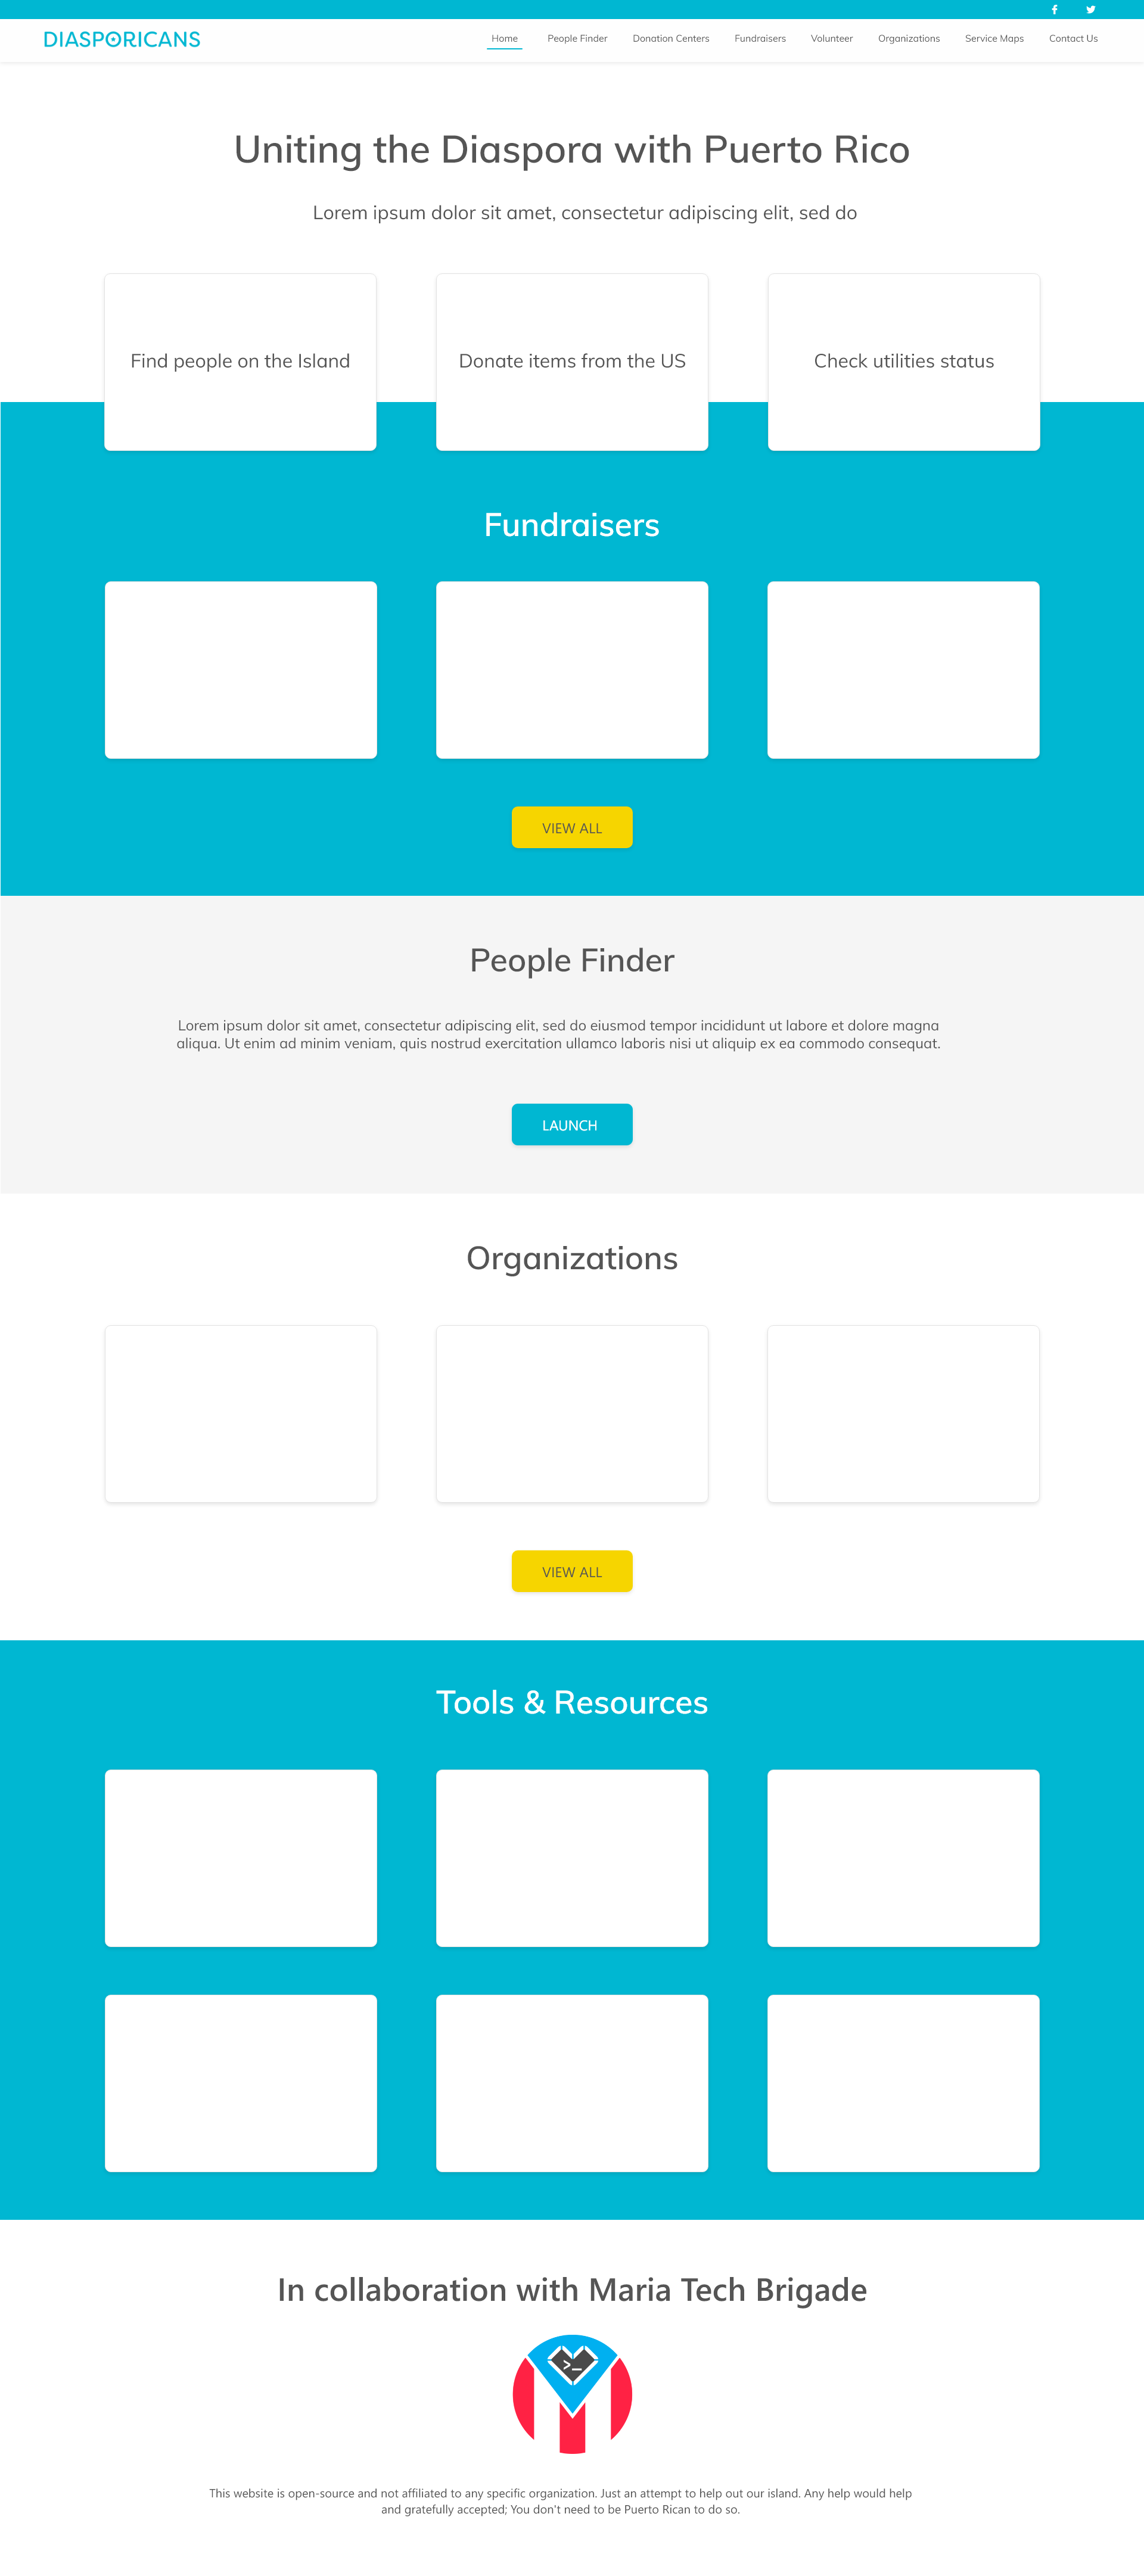 DIASPORICANS
Home People Finder Donation Centers Fundraisers Volunteer Organizations Service Maps Contact Us
Uniting the Diaspora with Puerto Rico
Lorem ipsum dolor sit amet, consectetur adipiscing elit, sed do
Find people on the Island
Donate items from the US
Check utilities status
Fundraisers
VIEW ALL
People Finder
Lorem ipsum dolor sit amet, consectetur adipiscing elit, sed do eiusmod tempor incididunt ut labore et dolore magna
aliqua. Ut enim ad minim veniam, quis nostrud exercitation ullamco laboris nisi ut aliquip ex ea commodo consequat.
LAUNCH
Organizations
VIEW ALL
Tools & Resources
In collaboration with Maria Tech Brigade
>_
This website is open-source and not affiliated to any specific organization. Just an attempt to help out our island. Any help would help
and gratefully accepted; You don't need to be Puerto Rican to do so.